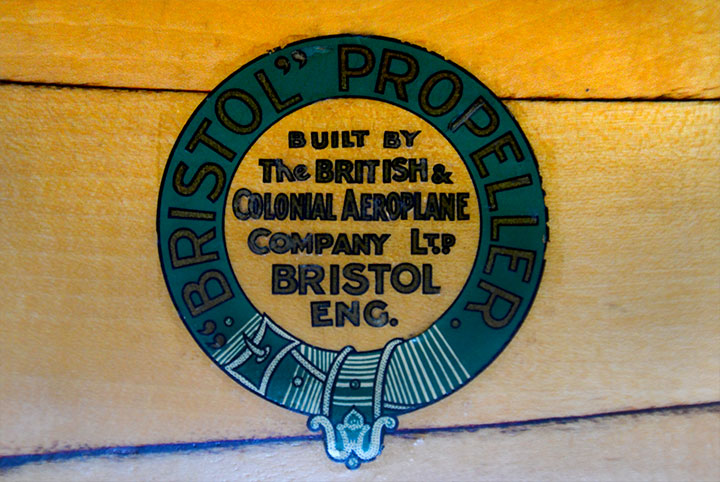 "BRISTOL" PROPELLER.
BUILT BY
The BRITISH &
COLONIAL AEROPLANE
COMPANY LTD.
BRISTOL
ENG.